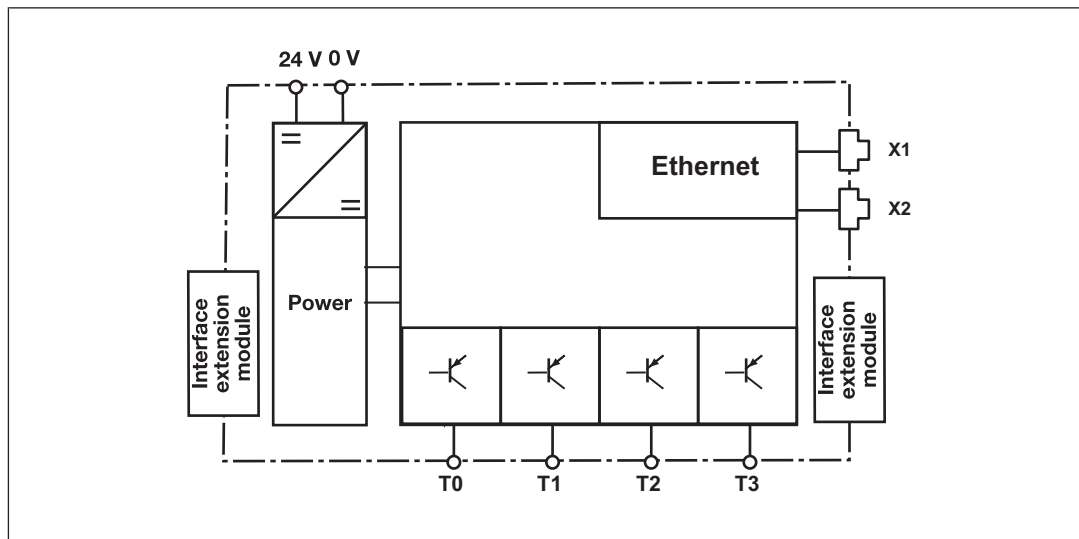 24 V 0 V
Ethernet
X1
X2
Power
Interface
extension
module
Interface
extension
module
T0 T1 T2 T3